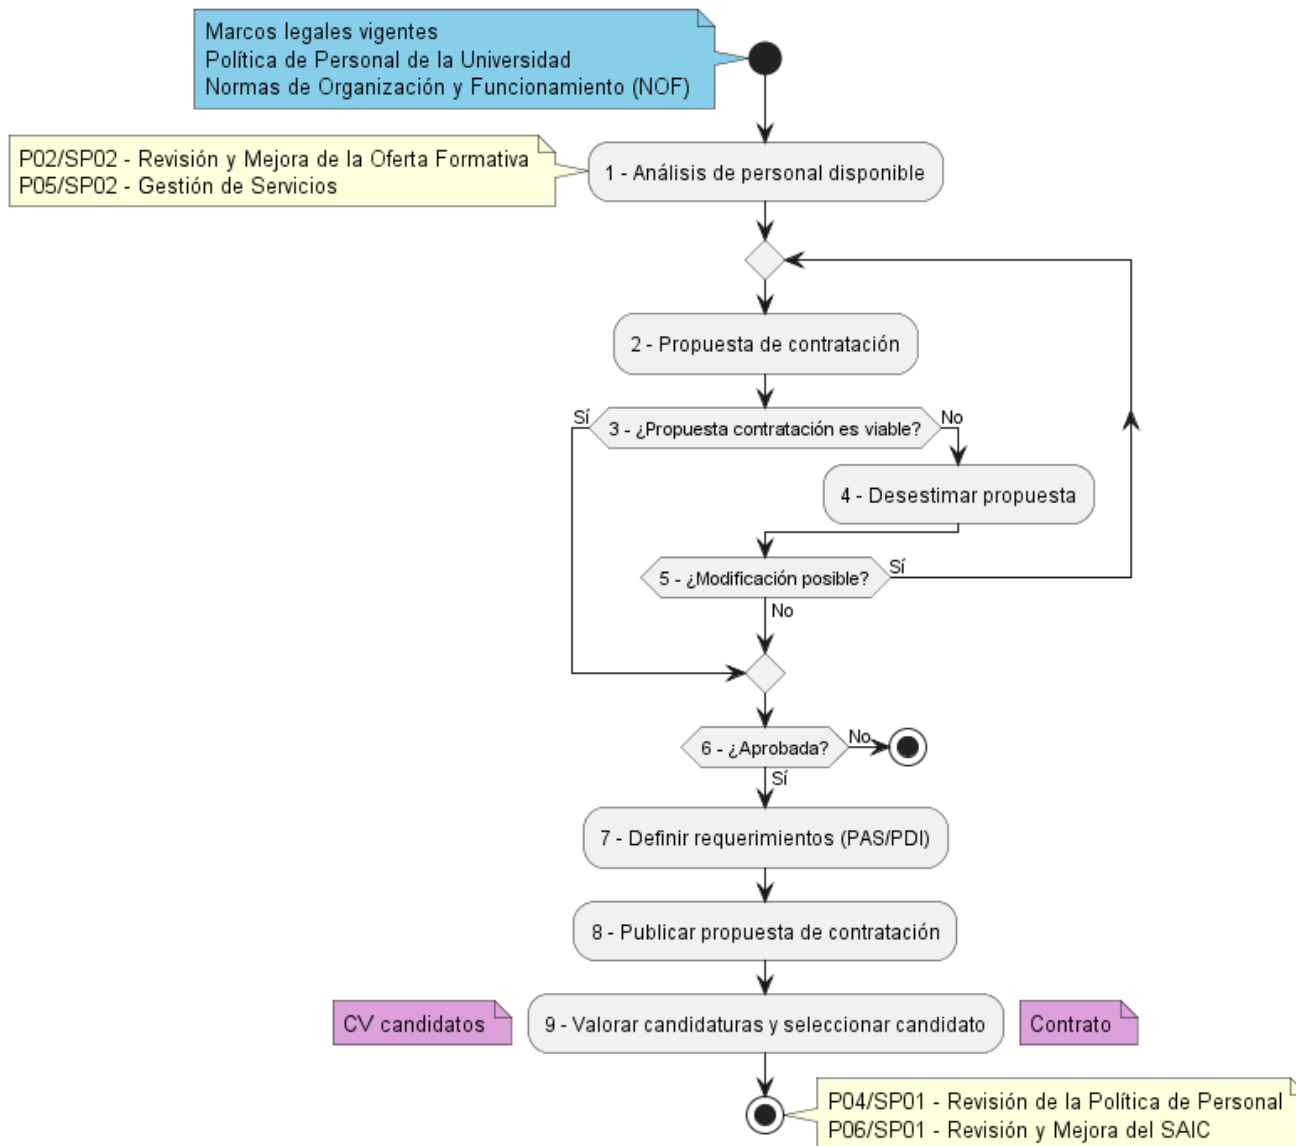 Marcos legales vigentes
Política de Personal de la Universidad
Normas de Organización y Funcionamiento (NOF)
P02/SP02 - Revisión y Mejora de la Oferta Formativa
P05/SP02 - Gestión de Servicios
1 - Análisis de personal disponible
2 - Propuesta de contratación
Sí
3 - ¿Propuesta contratación es viable?
No
4 - Desestimar propuesta
5 - ¿Modificación posible?
Sí
No
6 - ¿Aprobada?
No
Sí
7 - Definir requerimientos (PAS/PDI)
8 - Publicar propuesta de contratación
CV candidatos
9 - Valorar candidaturas y seleccionar candidato
Contrato
P04/SP01 - Revisión de la Política de Personal
P06/SP01 - Revisión y Mejora del SAIC